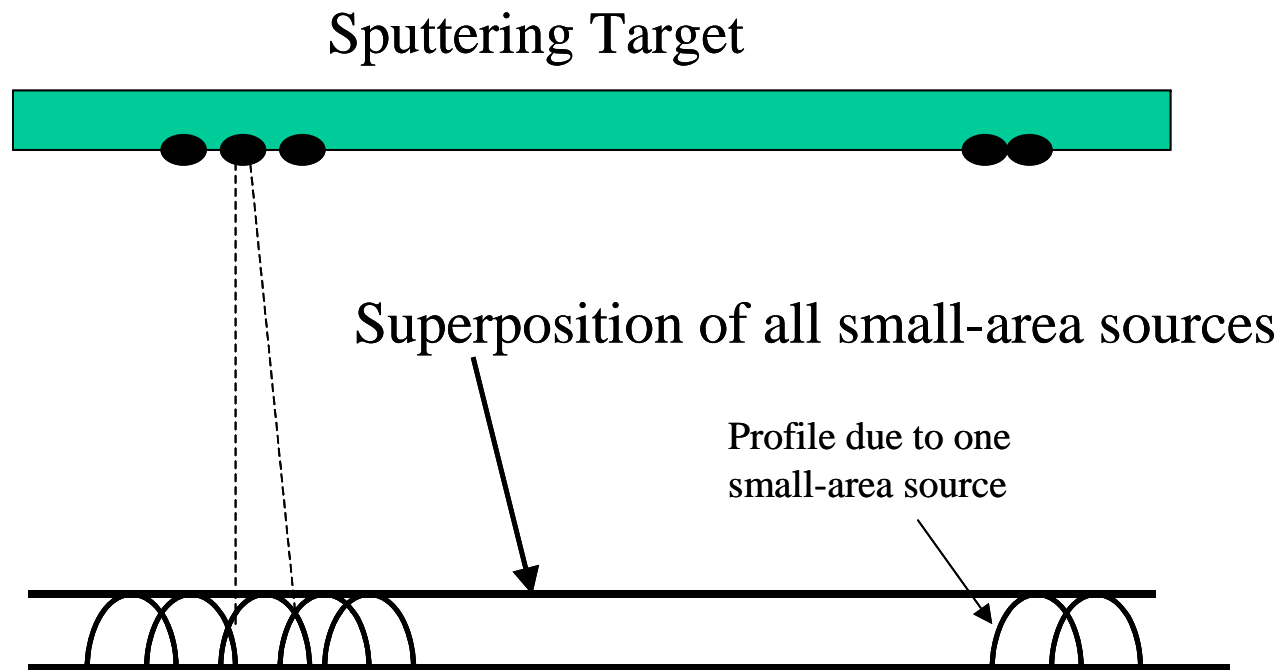 Sputtering Target
Superposition of all small-area sources
Profile due to one
small-area source